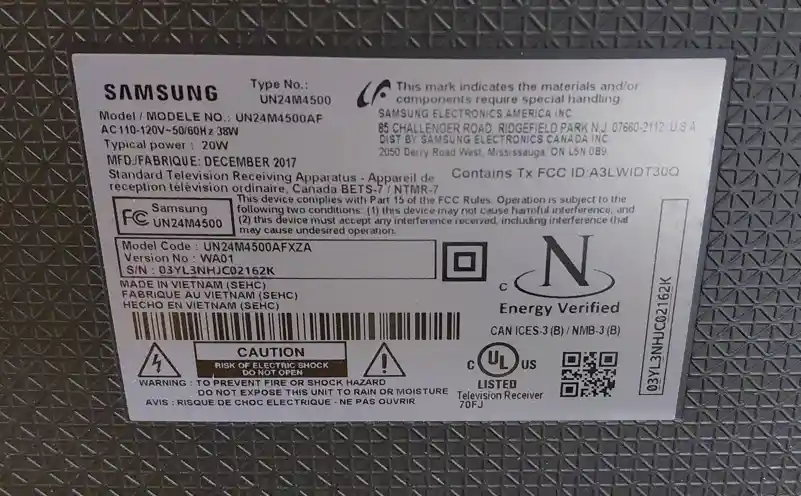 SAMSUNG
Type No.:
UN24M4500
This mark indicates the materials and/or
components require special handling
Model / MODELE NO.: UN24M4500AF
AC 110-120V~50/60Hz 38W
Typical power : 20W
MFD./FABRIQUE: DECEMBER 2017
SAMSUNG ELECTRONICS AMERICA INC
85 CHALLENGER ROAD, RIDGEFIELD PARK N.J. 07660-2112 U.S.A
DIST BY SAMSUNG ELECTRONICS CANADA INC.
2050 Derry Road West, Mississauga, ON L5N 0B9
Standard Television Receiving Apparatus - Appareil de
reception télévision ordinaire, Canada BETS-7 / NTMR-7
Contains Tx FCC ID:A3LWIDT30Q
FC Samsung
UN24M4500
This device complies with Part 15 of the FCC Rules. Operation is subject to the
following two conditions: (1) this device may not cause harmful interference, and
(2) this device must accept any interference received, including interference that
may cause undesired operation.
Model Code : UN24M4500AFXZA
Version No : WA01
S/N : 03YL3NHJC02162K
MADE IN VIETNAM (SEHC)
FABRIQUE AU VIETNAM (SEHC)
HECHO EN VIETNAM (SEHC)
C N
Energy Verified
CAN ICES-3 (B) / NMB-3 (B)
03YL3NHJC02162K
CAUTION
RISK OF ELECTRIC SHOCK
DO NOT OPEN
WARNING : TO PREVENT FIRE OR SHOCK HAZARD
DO NOT EXPOSE THIS UNIT TO RAIN OR MOISTURE
AVIS : RISQUE DE CHOC ELECTRIQUE - NE PAS OUVRIR
C UL US
LISTED
Television Receiver
70FJ